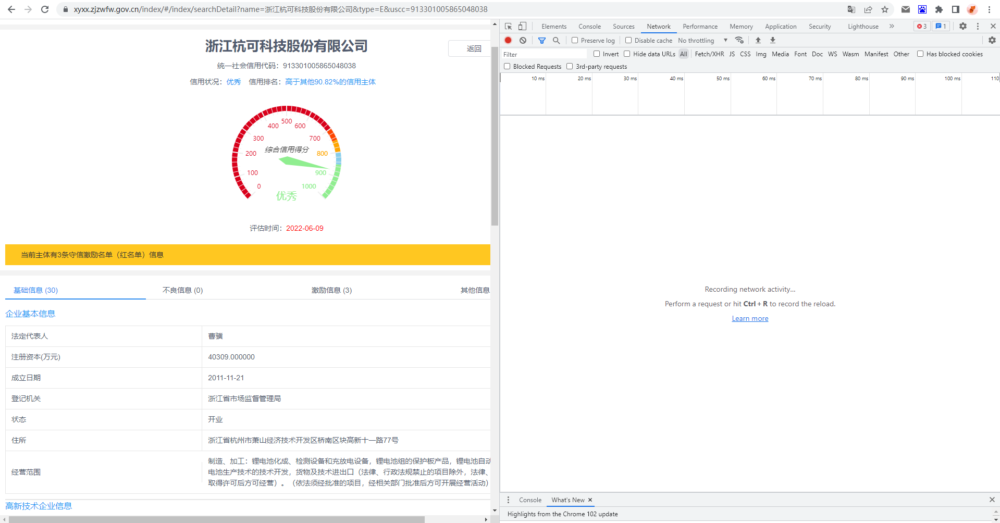 xyxx.zjzwfw.gov.cn/index/#/index/searchDetail?name=浙江杭可科技股份有限公司&type=E&uscc=913301005865048038
浙江杭可科技股份有限公司
返回
统一社会信用代码：913301005865048038
信用状况：优秀 信用排名：高于其他90.82%的信用主体
0
100
200
300
400
500
600
700
800
900
1000
综合信用得分
优秀
评估时间：2022-06-09
当前主体有3条守信激励名单（红名单）信息
基础信息 (30) 不良信息 (0) 激励信息 (3) 其他信息
企业基本信息
法定代表人 曹骥
注册资本(万元) 40309.000000
成立日期 2011-11-21
登记机关 浙江省市场监督管理局
状态 开业
住所 浙江省杭州市萧山经济技术开发区桥南区块高新十一路77号
经营范围
制造、加工：锂电池化成、检测设备和充放电设备，锂电池组的保护板产品，锂电池自动
电池生产技术的技术开发，货物及技术进出口（法律、行政法规禁止的项目除外，法律、
取得许可后方可经营）。（依法须经批准的项目，经相关部门批准后方可开展经营活动）
高新技术企业信息
Elements Console Sources Network Performance Memory Application Security Lighthouse » 3 1
Preserve log Disable cache No throttling
Filter Invert Hide data URLs All Fetch/XHR JS CSS Img Media Font Doc WS Wasm Manifest Other Has blocked cookies
Blocked Requests 3rd-party requests
10 ms 20 ms 30 ms 40 ms 50 ms 60 ms 70 ms 80 ms 90 ms 100 ms 110
Recording network activity…
Perform a request or hit Ctrl + R to record the reload.
Learn more
Console What's New ×
Highlights from the Chrome 102 update